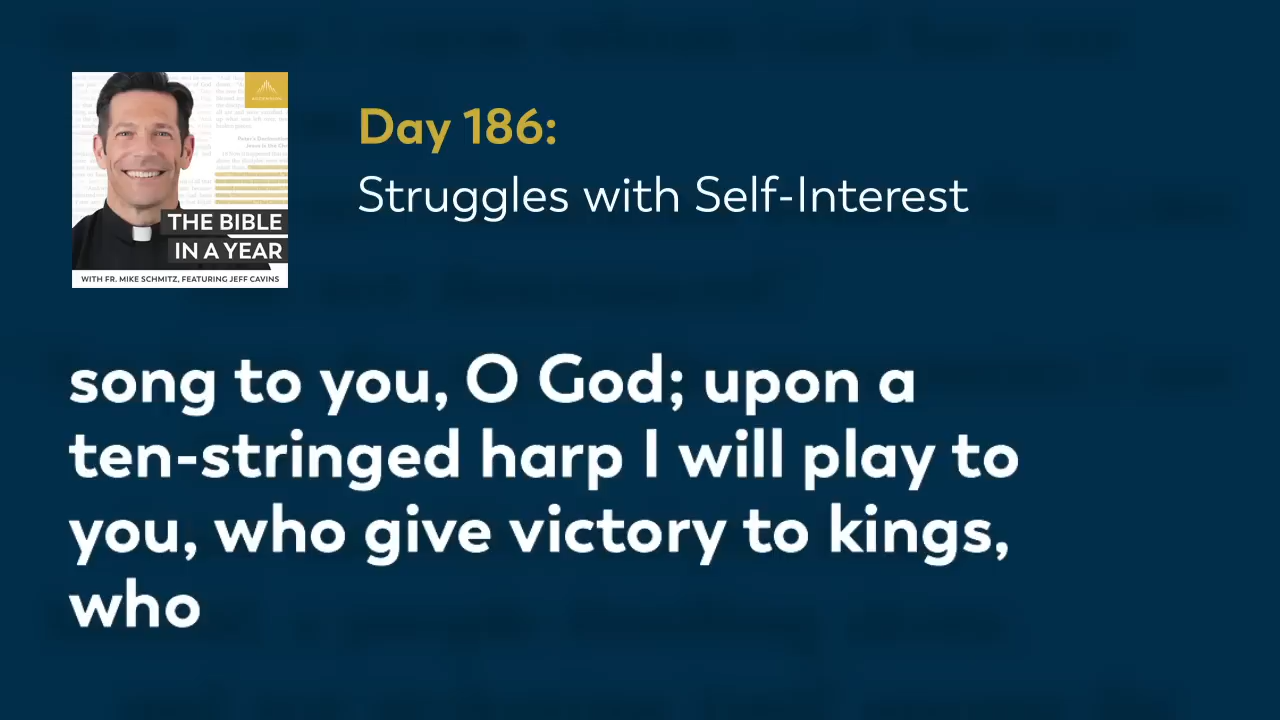 THE BIBLE
IN A YEAR
WITH FR. MIKE SCHMITZ, FEATURING JEFF CAVINS
Day 186:
Struggles with Self-Interest
song to you, O God; upon a
ten-stringed harp I will play to
you, who give victory to kings,
who